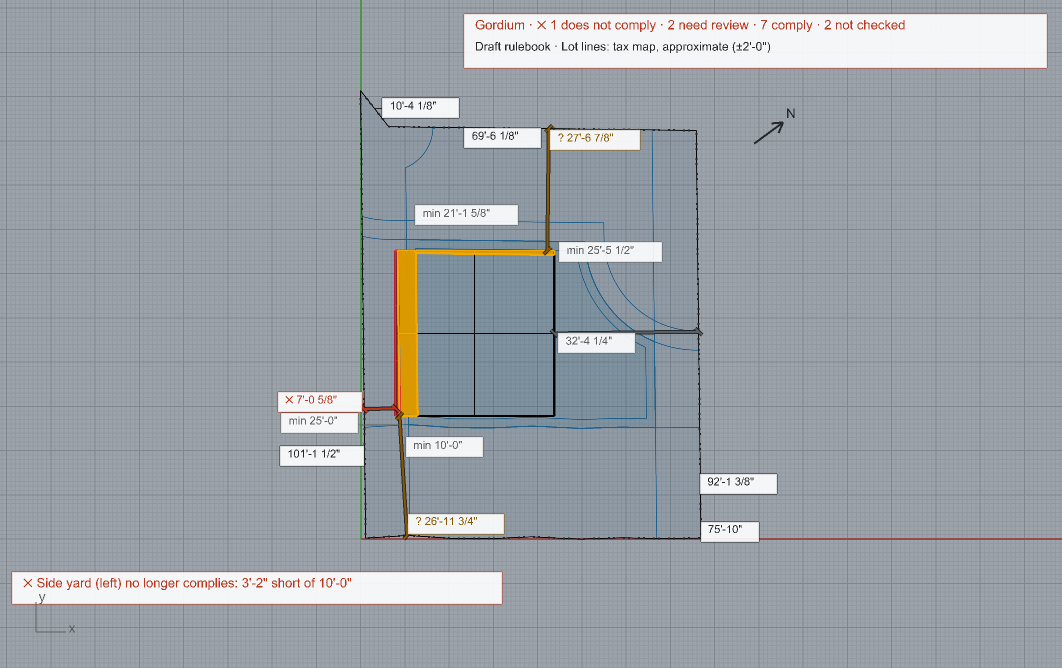 Gordium · × 1 does not comply · 2 need review · 7 comply · 2 not checked
Draft rulebook · Lot lines: tax map, approximate (±2'-0")
10'-4 1/8"
N
69'-6 1/8"
? 27'-6 7/8"
min 21'-1 5/8"
min 25'-5 1/2"
32'-4 1/4"
× 7'-0 5/8"
min 25'-0"
min 10'-0"
101'-1 1/2"
92'-1 3/8"
? 26'-11 3/4"
75'-10"
× Side yard (left) no longer complies: 3'-2" short of 10'-0"
y
x